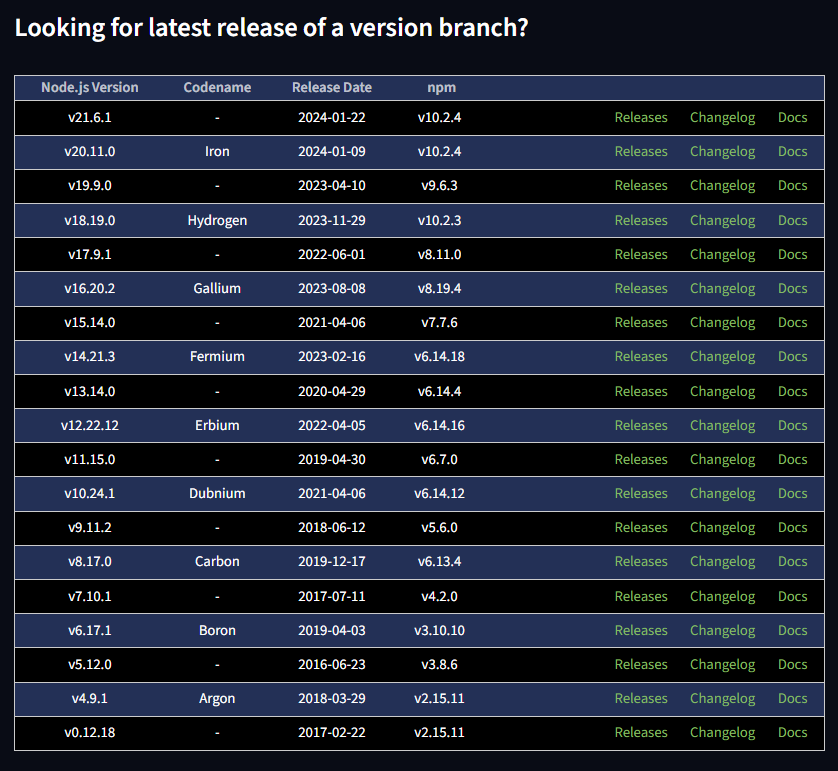 Looking for latest release of a version branch?
Node.js Version Codename Release Date npm
v21.6.1 - 2024-01-22 v10.2.4 Releases Changelog Docs
v20.11.0 Iron 2024-01-09 v10.2.4 Releases Changelog Docs
v19.9.0 - 2023-04-10 v9.6.3 Releases Changelog Docs
v18.19.0 Hydrogen 2023-11-29 v10.2.3 Releases Changelog Docs
v17.9.1 - 2022-06-01 v8.11.0 Releases Changelog Docs
v16.20.2 Gallium 2023-08-08 v8.19.4 Releases Changelog Docs
v15.14.0 - 2021-04-06 v7.7.6 Releases Changelog Docs
v14.21.3 Fermium 2023-02-16 v6.14.18 Releases Changelog Docs
v13.14.0 - 2020-04-29 v6.14.4 Releases Changelog Docs
v12.22.12 Erbium 2022-04-05 v6.14.16 Releases Changelog Docs
v11.15.0 - 2019-04-30 v6.7.0 Releases Changelog Docs
v10.24.1 Dubnium 2021-04-06 v6.14.12 Releases Changelog Docs
v9.11.2 - 2018-06-12 v5.6.0 Releases Changelog Docs
v8.17.0 Carbon 2019-12-17 v6.13.4 Releases Changelog Docs
v7.10.1 - 2017-07-11 v4.2.0 Releases Changelog Docs
v6.17.1 Boron 2019-04-03 v3.10.10 Releases Changelog Docs
v5.12.0 - 2016-06-23 v3.8.6 Releases Changelog Docs
v4.9.1 Argon 2018-03-29 v2.15.11 Releases Changelog Docs
v0.12.18 - 2017-02-22 v2.15.11 Releases Changelog Docs